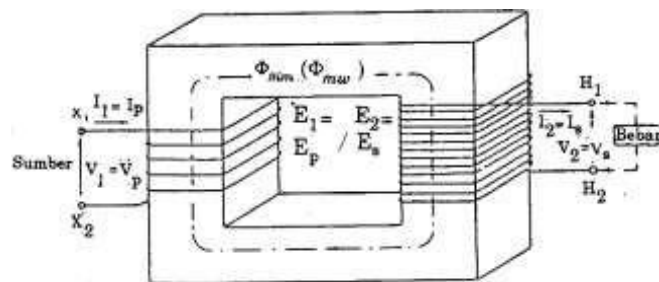 Φmm (Φmw)
I₁=Ip
x₁
E₁= E₂=
Ep / Es
Sumber
V₁=Vp
X₂
H₁
I₂=Is
Beban
V₂=Vs
H₂